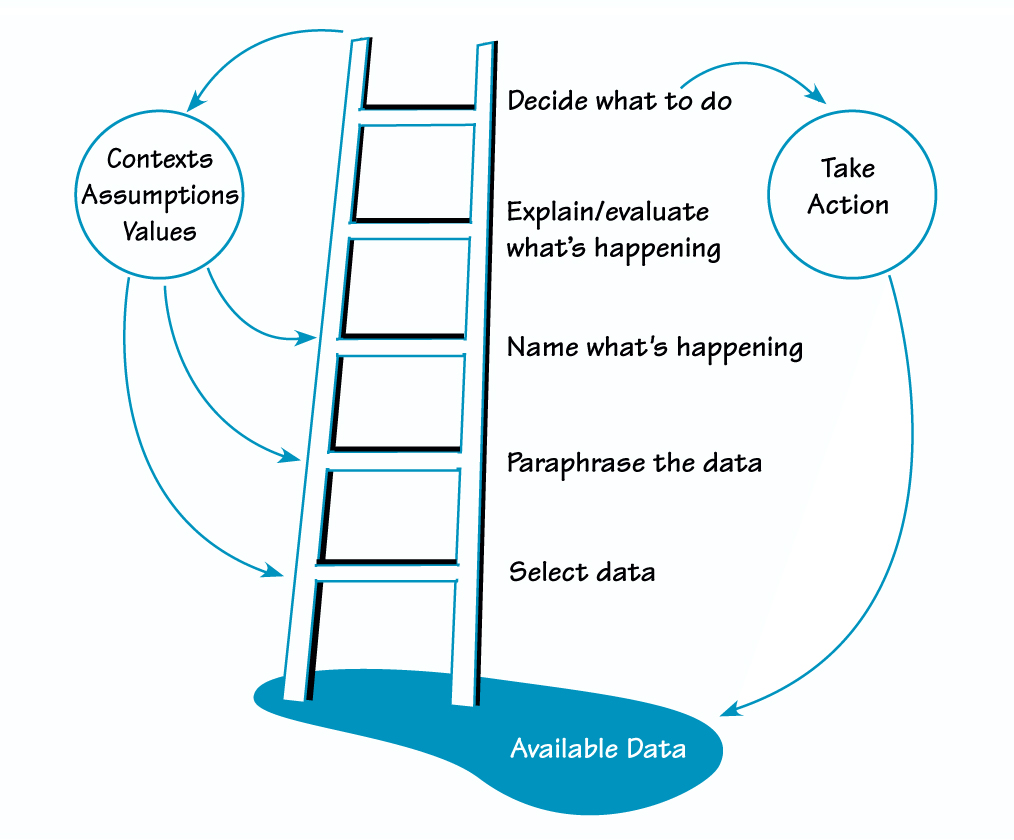 Contexts
Assumptions
Values
Decide what to do
Take
Action
Explain/evaluate
what's happening
Name what's happening
Paraphrase the data
Select data
Available Data